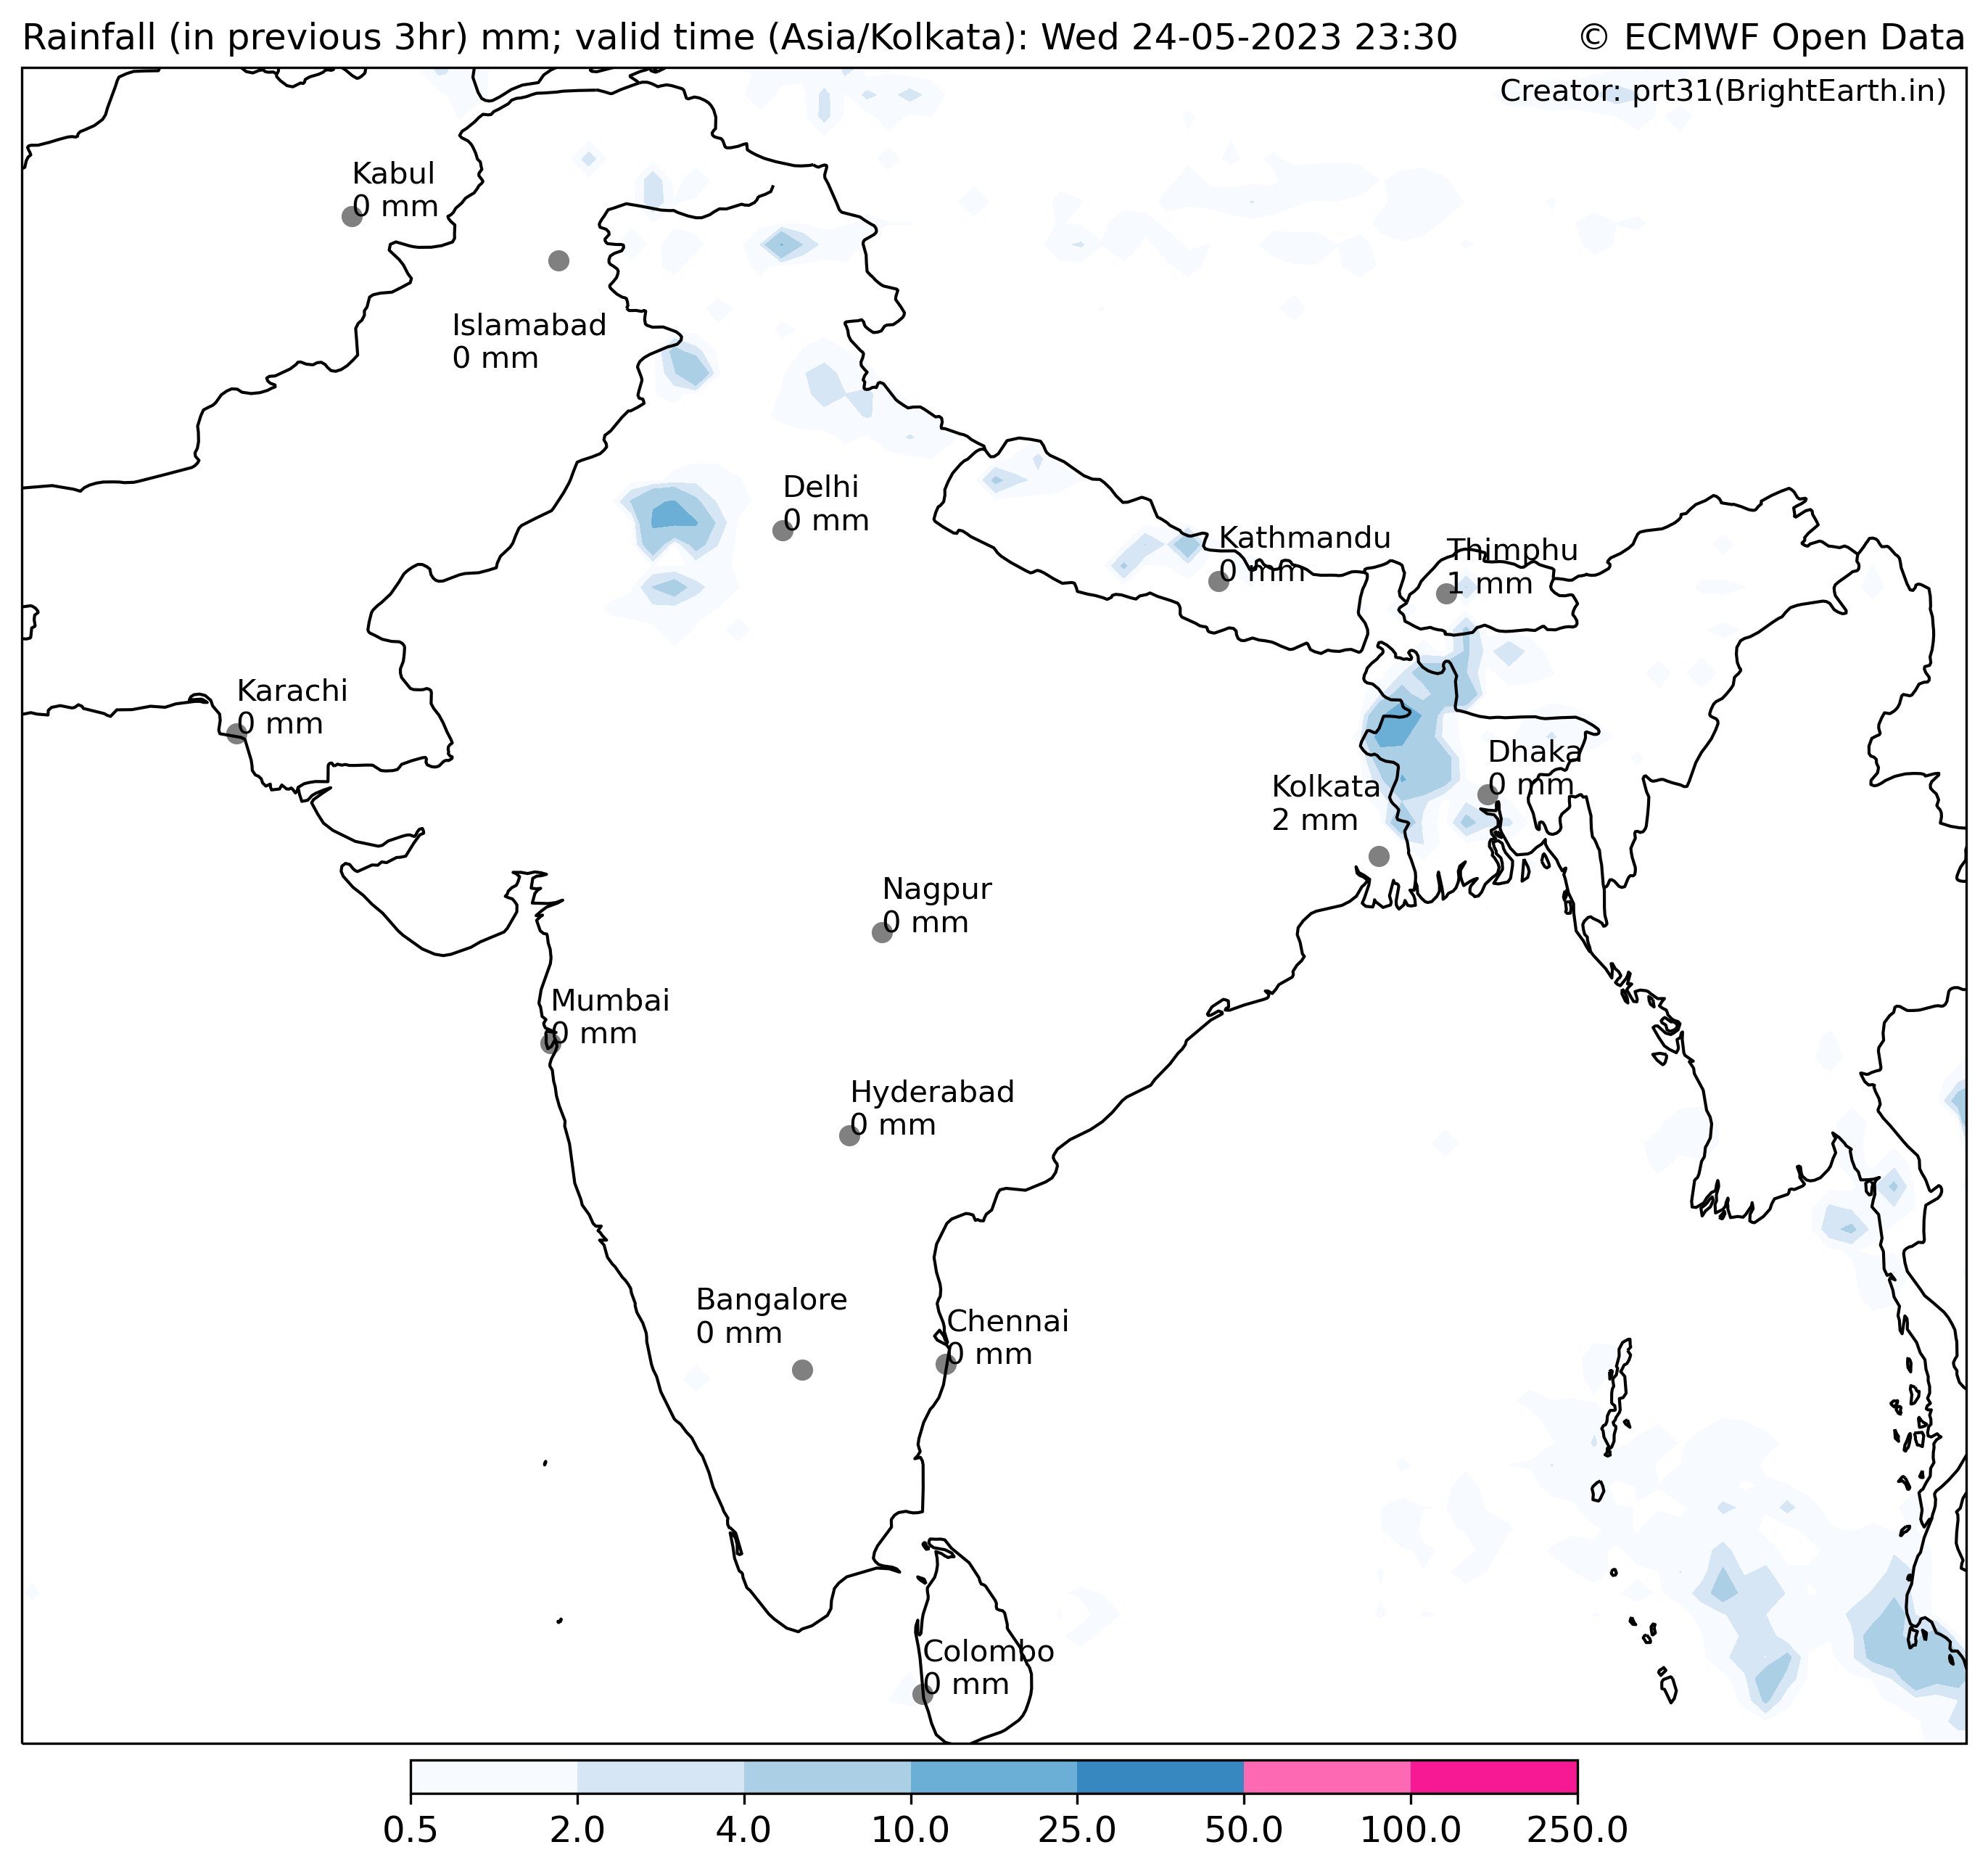 Rainfall (in previous 3hr) mm; valid time (Asia/Kolkata): Wed 24-05-2023 23:30
© ECMWF Open Data
Creator: prt31(BrightEarth.in)
Kabul
0 mm
Islamabad
0 mm
Delhi
0 mm
Kathmandu
0 mm
Thimphu
1 mm
Karachi
0 mm
Dhaka
0 mm
Kolkata
2 mm
Nagpur
0 mm
Mumbai
0 mm
Hyderabad
0 mm
Bangalore
0 mm
Chennai
0 mm
Colombo
0 mm
0.5 2.0 4.0 10.0 25.0 50.0 100.0 250.0